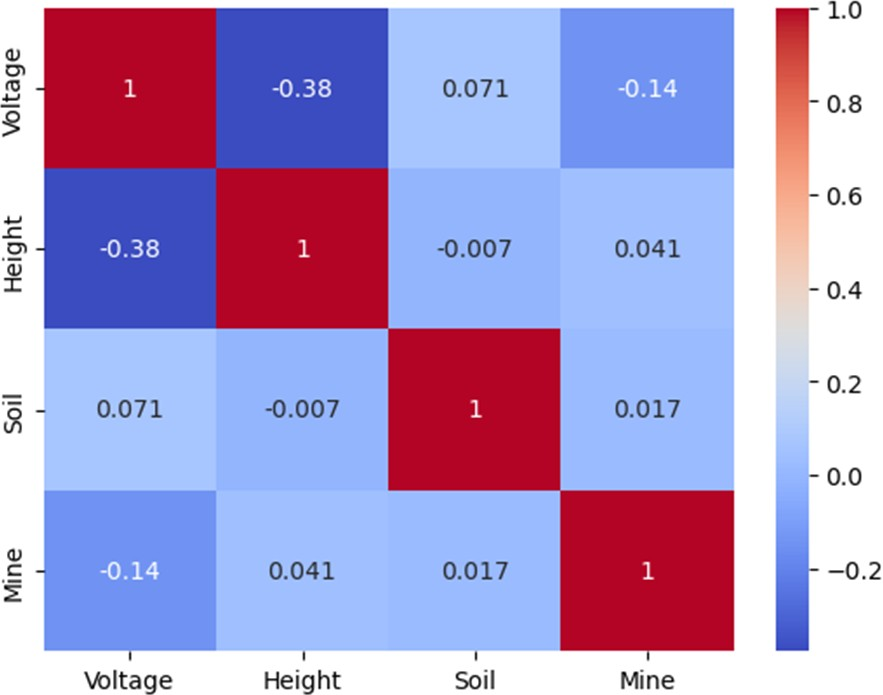 Voltage 1 -0.38 0.071 -0.14
Height -0.38 1 -0.007 0.041
Soil 0.071 -0.007 1 0.017
Mine -0.14 0.041 0.017 1
Voltage Height Soil Mine
1.0
0.8
0.6
0.4
0.2
0.0
−0.2